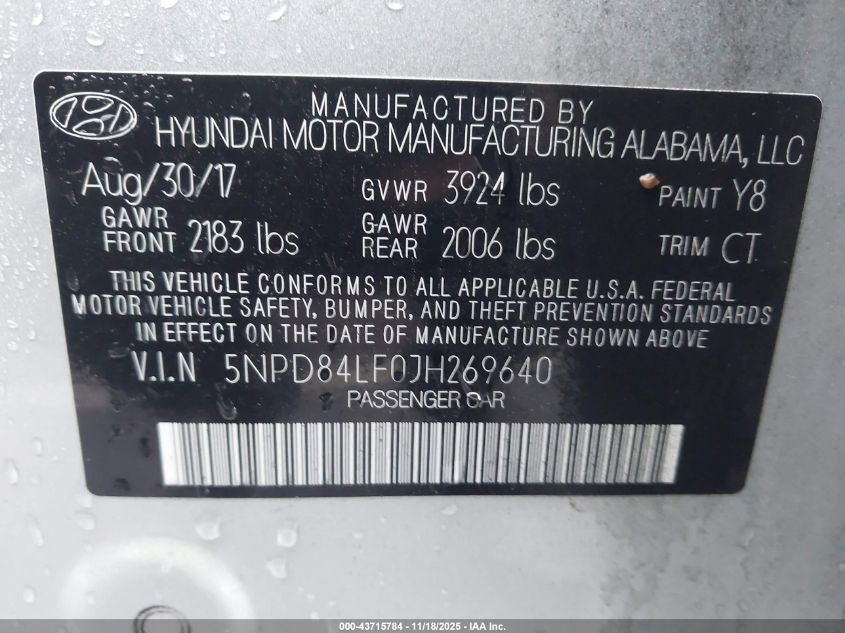 MANUFACTURED BY
HYUNDAI MOTOR MANUFACTURING ALABAMA, LLC
Aug/30/17 GVWR 3924 lbs PAINT Y8
GAWR FRONT 2183 lbs GAWR REAR 2006 lbs TRIM CT
THIS VEHICLE CONFORMS TO ALL APPLICABLE U.S.A. FEDERAL
MOTOR VEHICLE SAFETY, BUMPER, AND THEFT PREVENTION STANDARDS
IN EFFECT ON THE DATE OF MANUFACTURE SHOWN ABOVE
V.I.N 5NPD84LF0JH269640
PASSENGER CAR
000-43715784 - 11/18/2025 - IAA Inc.